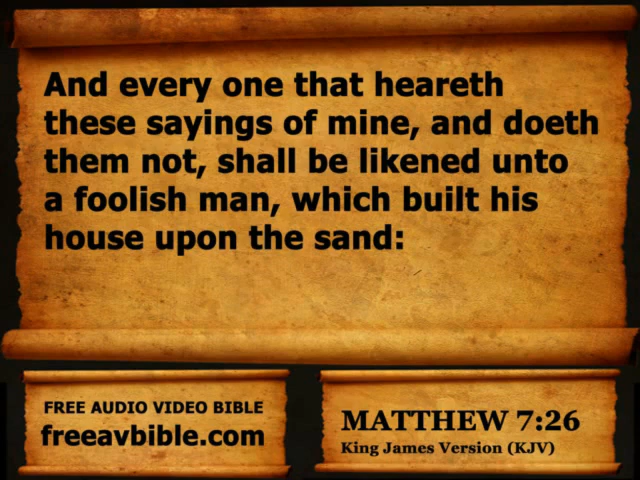 And every one that heareth
these sayings of mine, and doeth
them not, shall be likened unto
a foolish man, which built his
house upon the sand:
FREE AUDIO VIDEO BIBLE
freeavbible.com
MATTHEW 7:26
King James Version (KJV)